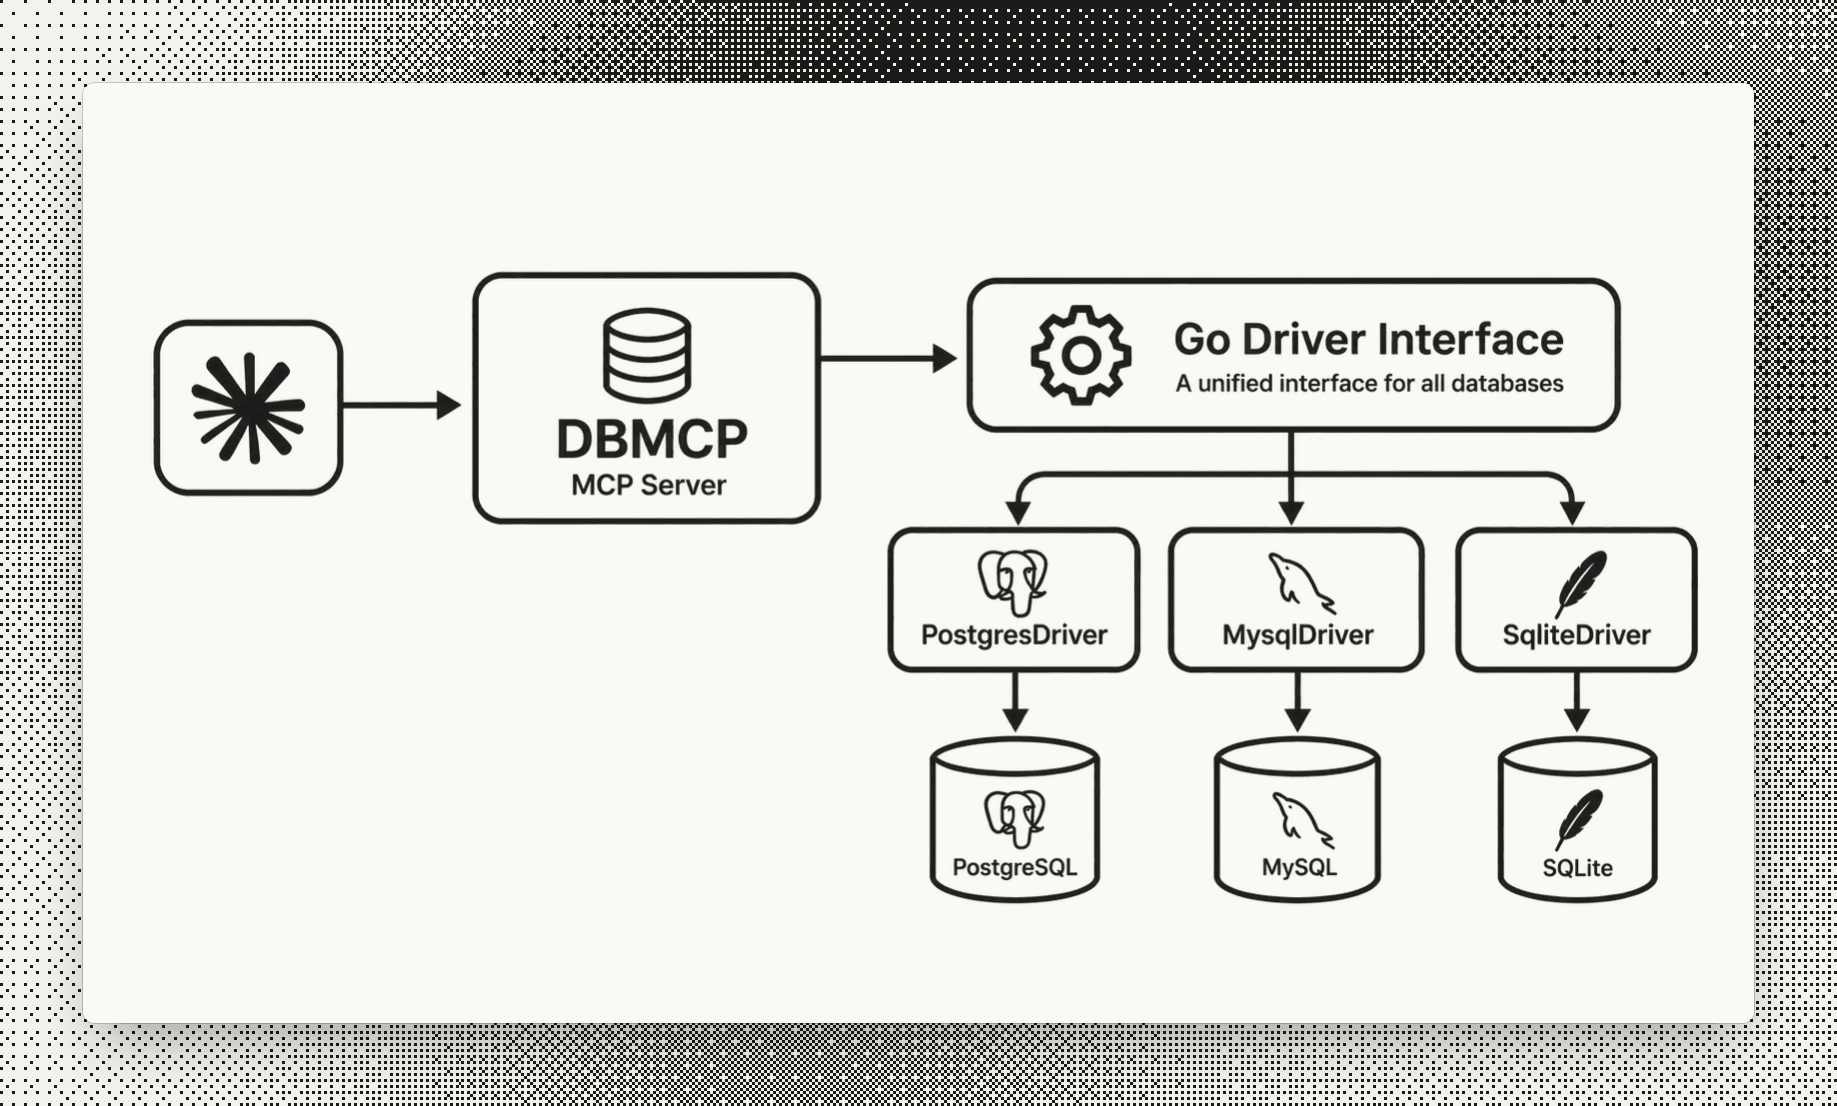 DBMCP
MCP Server
Go Driver Interface
A unified interface for all databases
PostgresDriver
MysqlDriver
SqliteDriver
PostgreSQL
MySQL
SQLite